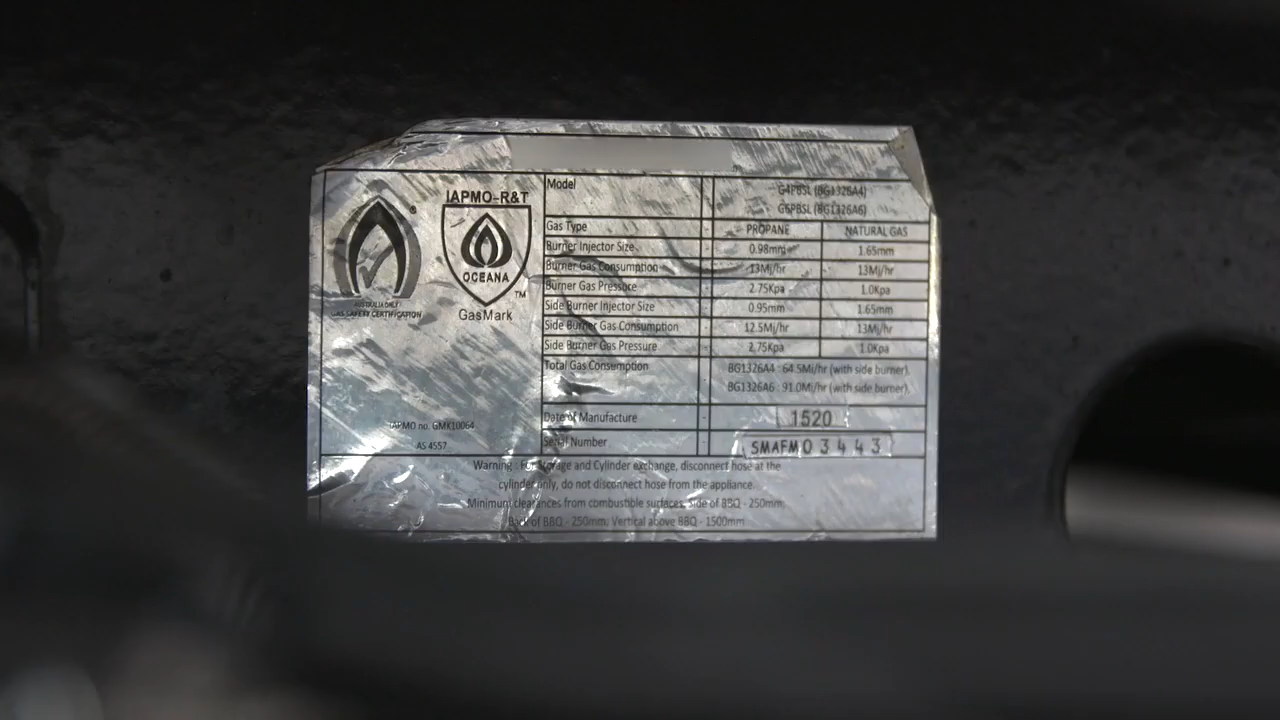 IAPMO-R&T
OCEANA
TM
GasMark
®
AUSTRALIA ONLY
GAS SAFETY CERTIFICATION
IAPMO no. GMK10064
AS 4557
Model : G4PBSL (BG1326A4)
G6PBSL (BG1326A6)
Gas Type : PROPANE NATURAL GAS
Burner Injector Size : 0.98mm 1.65mm
Burner Gas Consumption : 13Mj/hr 13Mj/hr
Burner Gas Pressure : 2.75Kpa 1.0Kpa
Side Burner Injector Size : 0.95mm 1.65mm
Side Burner Gas Consumption : 12.5Mj/hr 13Mj/hr
Side Burner Gas Pressure : 2.75Kpa 1.0Kpa
Total Gas Consumption : BG1326A4 : 64.5Mj/hr (with side burner).
BG1326A6 : 91.0Mj/hr (with side burner).
Date of Manufacture : 1520
Serial Number : SMAFM03443
Warning : For Storage and Cylinder exchange, disconnect hose at the
cylinder only, do not disconnect hose from the appliance.
Minimum clearances from combustible surfaces, Side of BBQ - 250mm;
Back of BBQ - 250mm; Vertical above BBQ - 1500mm